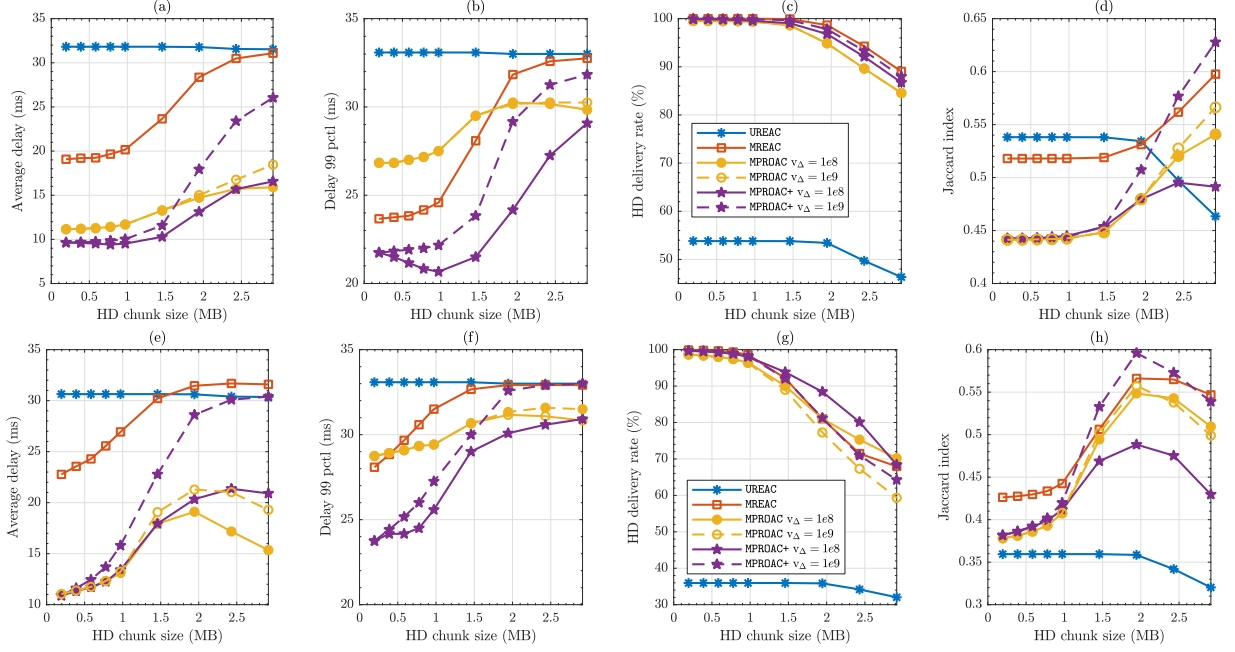 (a)
35
30
25
20
15
10
5
0
0.5
1
1.5
2
2.5
Average delay (ms)
HD chunk size (MB)
(b)
35
30
25
20
0
0.5
1
1.5
2
2.5
Delay 99 pctl (ms)
HD chunk size (MB)
(c)
100
90
80
70
60
50
0
0.5
1
1.5
2
2.5
HD delivery rate (%)
HD chunk size (MB)
UREAC
MREAC
MPROAC v∆ = 1e8
MPROAC v∆ = 1e9
MPROAC+ v∆ = 1e8
MPROAC+ v∆ = 1e9
(d)
0.65
0.6
0.55
0.5
0.45
0.4
0
0.5
1
1.5
2
2.5
Jaccard index
HD chunk size (MB)
(e)
35
30
25
20
15
10
0
0.5
1
1.5
2
2.5
Average delay (ms)
HD chunk size (MB)
(f)
35
30
25
20
0
0.5
1
1.5
2
2.5
Delay 99 pctl (ms)
HD chunk size (MB)
(g)
100
90
80
70
60
50
40
30
0
0.5
1
1.5
2
2.5
HD delivery rate (%)
HD chunk size (MB)
UREAC
MREAC
MPROAC v∆ = 1e8
MPROAC v∆ = 1e9
MPROAC+ v∆ = 1e8
MPROAC+ v∆ = 1e9
(h)
0.6
0.55
0.5
0.45
0.4
0.35
0.3
0
0.5
1
1.5
2
2.5
Jaccard index
HD chunk size (MB)